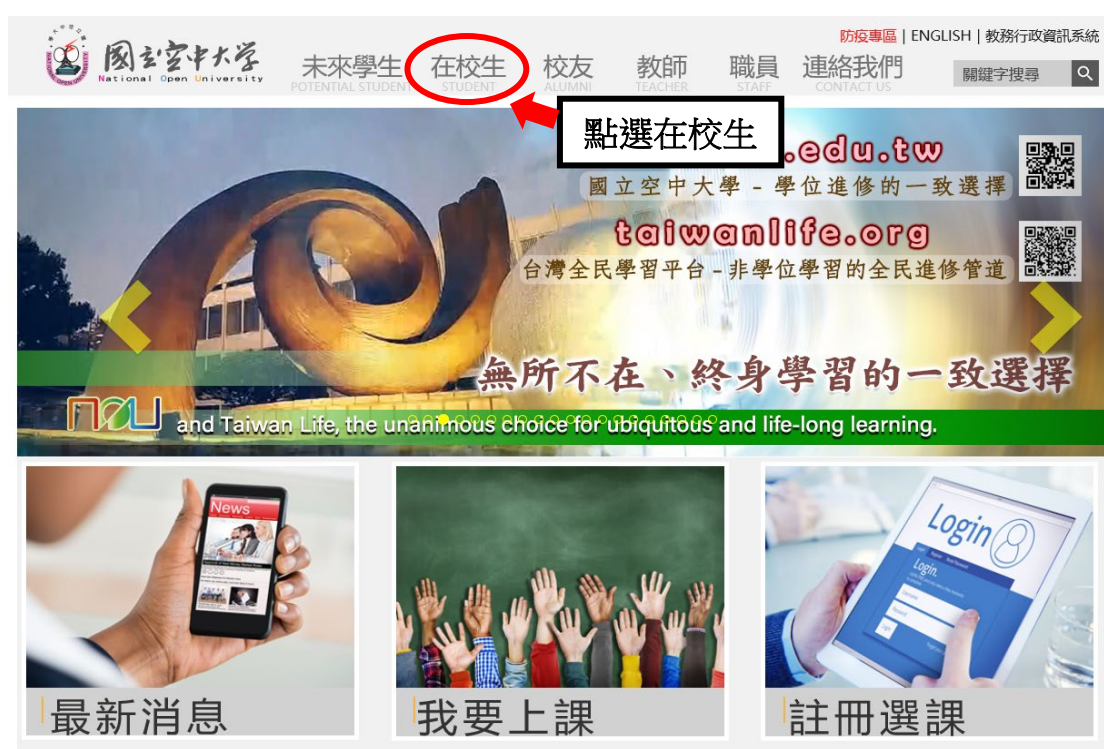 防疫專區 | ENGLISH | 教務行政資訊系統
國立空中大學
National Open University
未來學生 在校生 校友 教師 職員 連絡我們
POTENTIAL STUDENT STUDENT ALUMNI TEACHER STAFF CONTACT US
關鍵字搜尋
點選在校生
.edu.tw
國立空中大學 - 學位進修的一致選擇
taiwanlife.org
台灣全民學習平台 - 非學位學習的全民進修管道
無所不在、終身學習的一致選擇
nou
and Taiwan Life, the unanimous choice for ubiquitous and life-long learning.
News
Login
Login.
Username
Password
Login
最新消息
我要上課
註冊選課